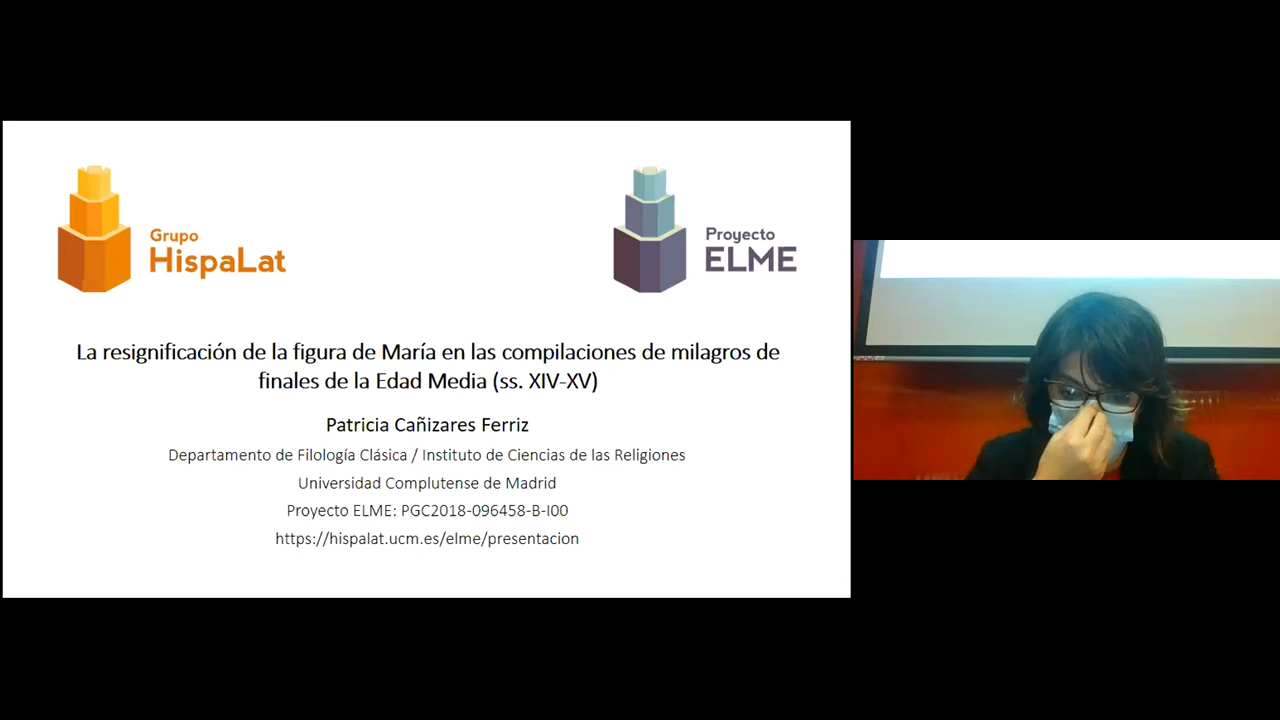 Grupo
HispaLat
Proyecto
ELME
La resignificación de la figura de María en las compilaciones de milagros de
finales de la Edad Media (ss. XIV-XV)
Patricia Cañizares Ferriz
Departamento de Filología Clásica / Instituto de Ciencias de las Religiones
Universidad Complutense de Madrid
Proyecto ELME: PGC2018-096458-B-I00
https://hispalat.ucm.es/elme/presentacion